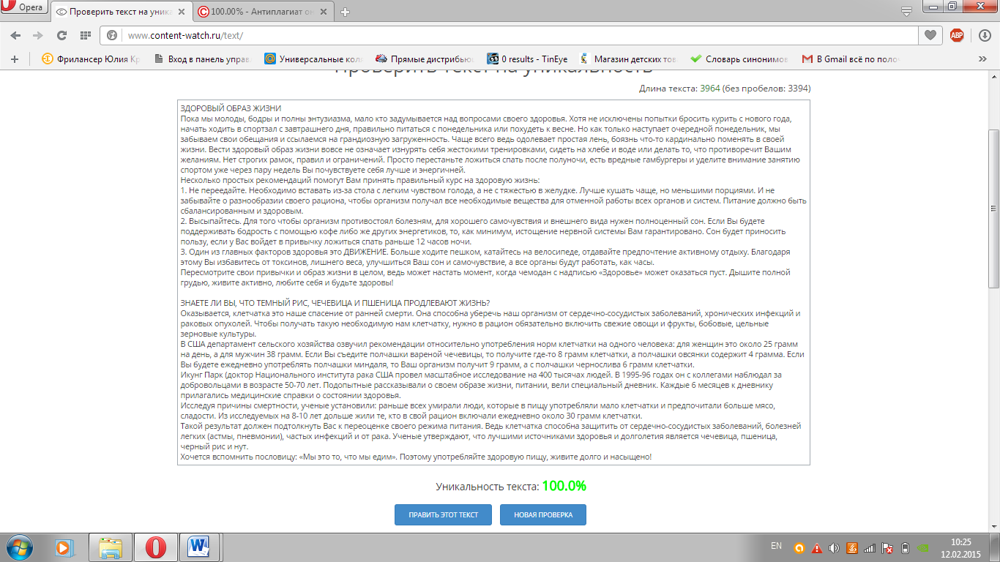 Opera
Проверить текст на уника
100.00% - Антиплагиат он
www.content-watch.ru/text/
ABP
Фрилансер Юлия Кр
Вход в панель управ
Универсальные кол
Прямые дистрибью
0 results - TinEye
Магазин детских тов
Словарь синонимов
В Gmail всё по полоч
Проверить текст на уникальность
Длина текста: 3964 (без пробелов: 3394)
ЗДОРОВЫЙ ОБРАЗ ЖИЗНИ
Пока мы молоды, бодры и полны энтузиазма, мало кто задумывается над вопросами своего здоровья. Хотя не исключены попытки бросить курить с нового года,
начать ходить в спортзал с завтрашнего дня, правильно питаться с понедельника или похудеть к весне. Но как только наступает очередной понедельник, мы
забываем свои обещания и ссылаемся на грандиозную загруженность. Чаще всего ведь одолевает простая лень, боязнь что-то кардинально поменять в своей
жизни. Вести здоровый образ жизни вовсе не означает изнурять себя жестокими тренировками, сидеть на хлебе и воде или делать то, что противоречит Вашим
желаниям. Нет строгих рамок, правил и ограничений. Просто перестаньте ложиться спать после полуночи, есть вредные гамбургеры и уделите внимание занятию
спортом уже через пару недель Вы почувствуете себя лучше и энергичней.
Несколько простых рекомендаций помогут Вам принять правильный курс на здоровую жизнь:
1. Не переедайте. Необходимо вставать из-за стола с легким чувством голода, а не с тяжестью в желудке. Лучше кушать чаще, но меньшими порциями. И не
забывайте о разнообразии своего рациона, чтобы организм получал все необходимые вещества для отменной работы всех органов и систем. Питание должно быть
сбалансированным и здоровым.
2. Высыпайтесь. Для того чтобы организм противостоял болезням, для хорошего самочувствия и внешнего вида нужен полноценный сон. Если Вы будете
поддерживать бодрость с помощью кофе либо же других энергетиков, то, как минимум, истощение нервной системы Вам гарантировано. Сон будет приносить
пользу, если у Вас войдет в привычку ложиться спать раньше 12 часов ночи.
3. Один из главных факторов здоровья это ДВИЖЕНИЕ. Больше ходите пешком, катайтесь на велосипеде, отдавайте предпочтение активному отдыху. Благодаря
этому Вы избавитесь от токсинов, лишнего веса, улучшиться Ваш сон и самочувствие, а все органы будут работать, как часы.
Пересмотрите свои привычки и образ жизни в целом, ведь может настать момент, когда чемодан с надписью «Здоровье» может оказаться пуст. Дышите полной
грудью, живите активно, любите себя и будьте здоровы!
ЗНАЕТЕ ЛИ ВЫ, ЧТО ТЕМНЫЙ РИС, ЧЕЧЕВИЦА И ПШЕНИЦА ПРОДЛЕВАЮТ ЖИЗНЬ?
Оказывается, клетчатка это наше спасение от ранней смерти. Она способна уберечь наш организм от сердечно-сосудистых заболеваний, хронических инфекций и
раковых опухолей. Чтобы получать такую необходимую нам клетчатку, нужно в рацион обязательно включить свежие овощи и фрукты, бобовые, цельные
зерновые культуры.
В США департамент сельского хозяйства озвучил рекомендации относительно употребления норм клетчатки на одного человека: для женщин это около 25 грамм
на день, а для мужчин 38 грамм. Если Вы съедите полчашки вареной чечевицы, то получите где-то 8 грамм клетчатки, а полчашки овсянки содержит 4 грамма. Если
Вы будете ежедневно употреблять полчашки миндаля, то Ваш организм получит 9 грамм, а с полчашки чернослива 6 грамм клетчатки.
Икунг Парк (доктор Национального института рака США провел масштабное исследование на 400 тысячах людей. В 1995-96 годах он с коллегами наблюдал за
добровольцами в возрасте 50-70 лет. Подопытные рассказывали о своем образе жизни, питании, вели специальный дневник. Каждые 6 месяцев к дневнику
прилагались медицинские справки о состоянии здоровья.
Исследуя причины смертности, ученые установили: раньше всех умирали люди, которые в пищу употребляли мало клетчатки и предпочитали больше мясо,
сладости. Из исследуемых на 8-10 лет дольше жили те, кто в свой рацион включали ежедневно около 30 грамм клетчатки.
Такой результат должен подтолкнуть Вас к переоценке своего режима питания. Ведь клетчатка способна защитить от сердечно-сосудистых заболеваний, болезней
легких (астмы, пневмонии), частых инфекций и от рака. Ученые утверждают, что лучшими источниками здоровья и долголетия является чечевица, пшеница,
черный рис и нут.
Хочется вспомнить пословицу: «Мы это то, что мы едим». Поэтому употребляйте здоровую пищу, живите долго и насыщено!
Уникальность текста: 100.0%
ПРАВИТЬ ЭТОТ ТЕКСТ
НОВАЯ ПРОВЕРКА
EN
10:25
12.02.2015